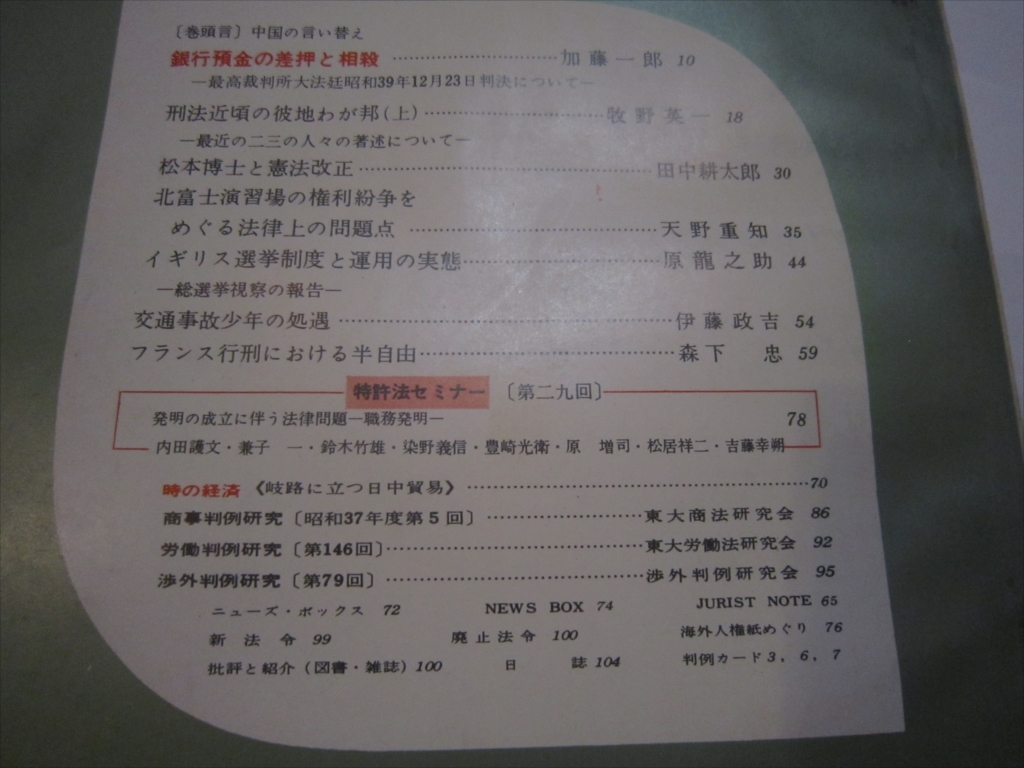 〔巻頭言〕中国の言い替え
銀行預金の差押と相殺……加藤一郎 10
―最高裁判所大法廷昭和39年12月23日判決について―
刑法近頃の彼地わが邦(上)……牧野英一 18
―最近の二三の人々の著述について―
松本博士と憲法改正……田中耕太郎 30
北富士演習場の権利紛争を
めぐる法律上の問題点……天野重知 35
イギリス選挙制度と運用の実態……原龍之助 44
―総選挙視察の報告―
交通事故少年の処遇……伊藤政吉 54
フランス行刑における半自由……森下 忠 59
特許法セミナー〔第二九回〕
発明の成立に伴う法律問題―職務発明― 78
内田護文・兼子 一・鈴木竹雄・染野義信・豊崎光衛・原 増司・松居祥二・吉藤幸朔
時の経済《岐路に立つ日中貿易》……70
商事判例研究〔昭和37年度第5回〕……東大商法研究会 86
労働判例研究〔第146回〕……東大労働法研究会 92
渉外判例研究〔第79回〕……渉外判例研究会 95
ニューズ・ボックス 72 NEWS BOX 74 JURIST NOTE 65
新法令 99 廃止法令 100 海外人権紙めぐり 76
批評と紹介(図書・雑誌)100 日誌 104 判例カード 3,6,7